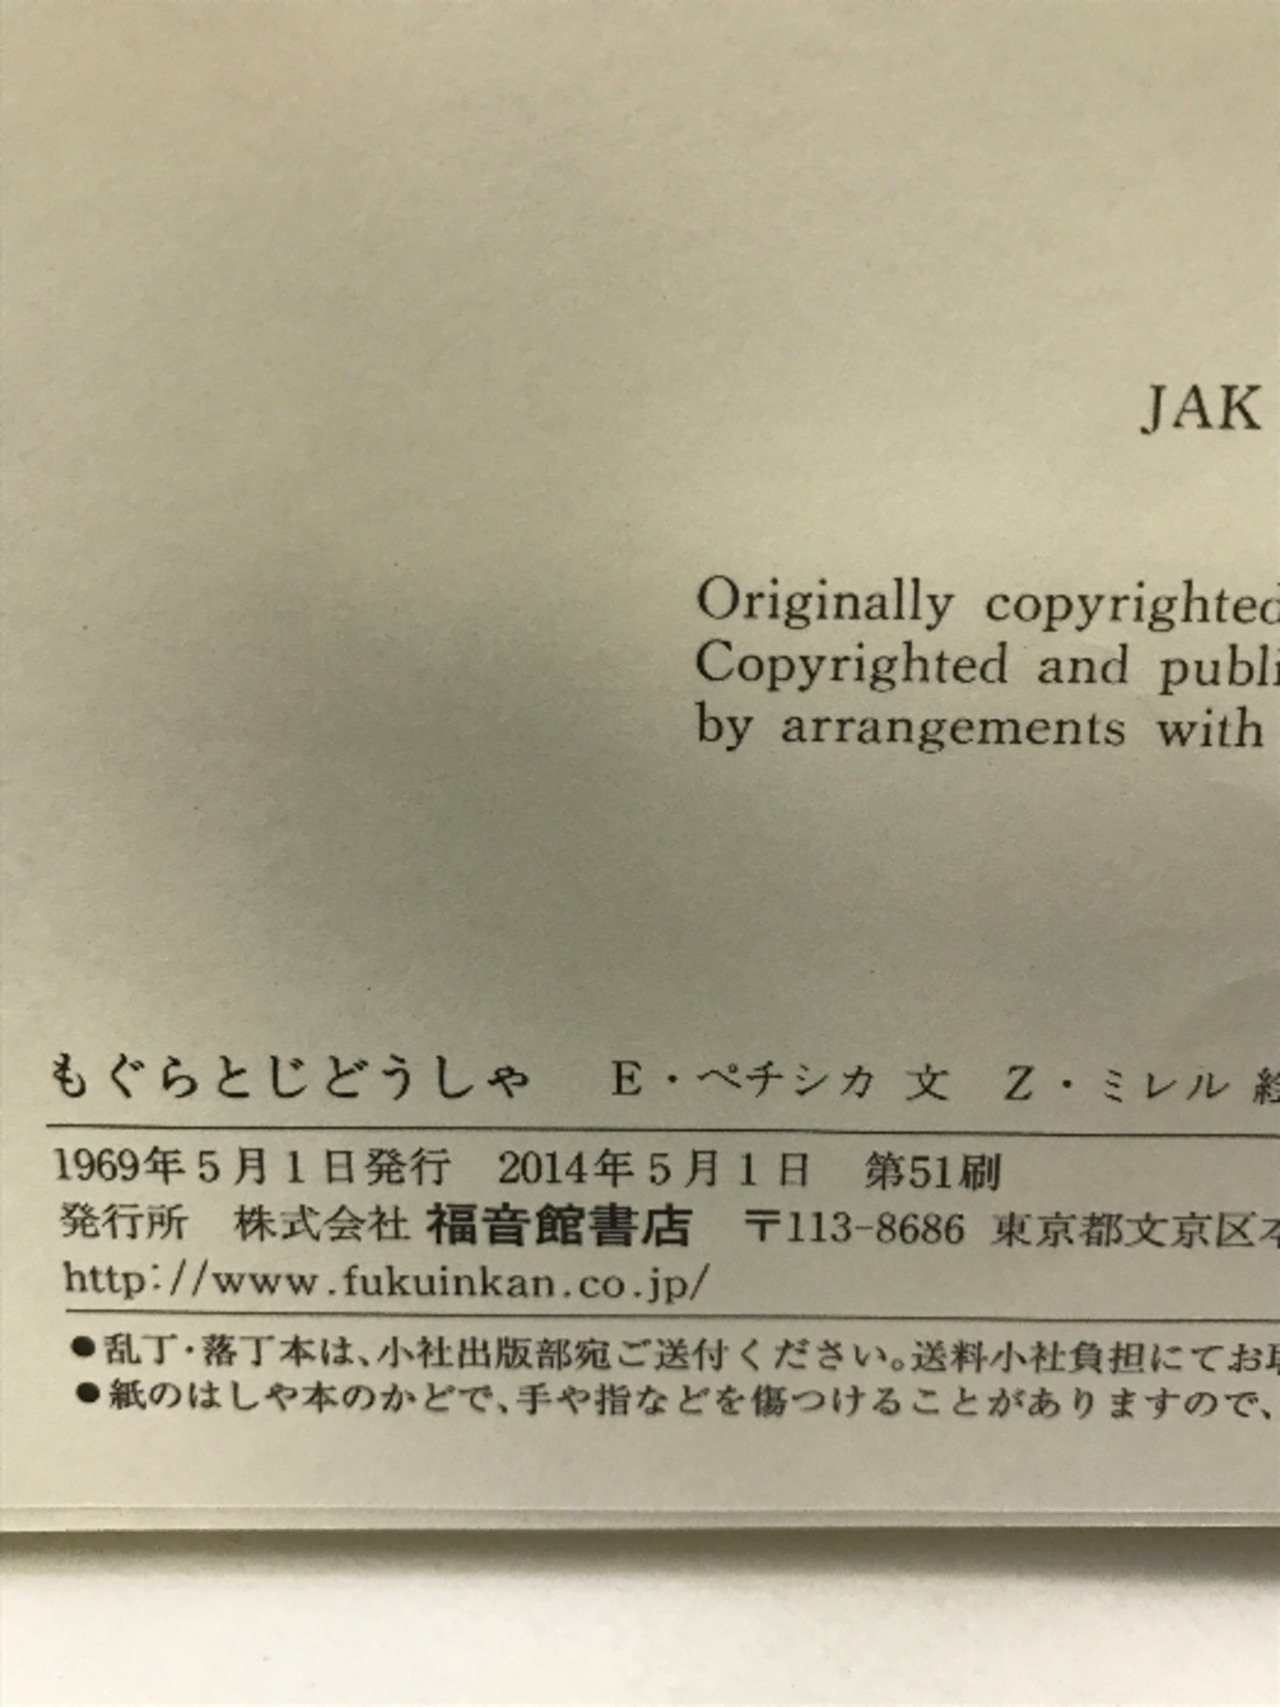 JAK
Originally copyrighted
Copyrighted and publi
by arrangements with
もぐらとじどうしゃ E・ペチシカ 文 Z・ミレル 絵
1969年5月1日発行 2014年5月1日 第51刷
発行所 株式会社 福音館書店 〒113-8686 東京都文京区本
http://www.fukuinkan.co.jp/
●乱丁・落丁本は、小社出版部宛ご送付ください。送料小社負担にてお取
●紙のはしや本のかどで、手や指などを傷つけることがありますので、